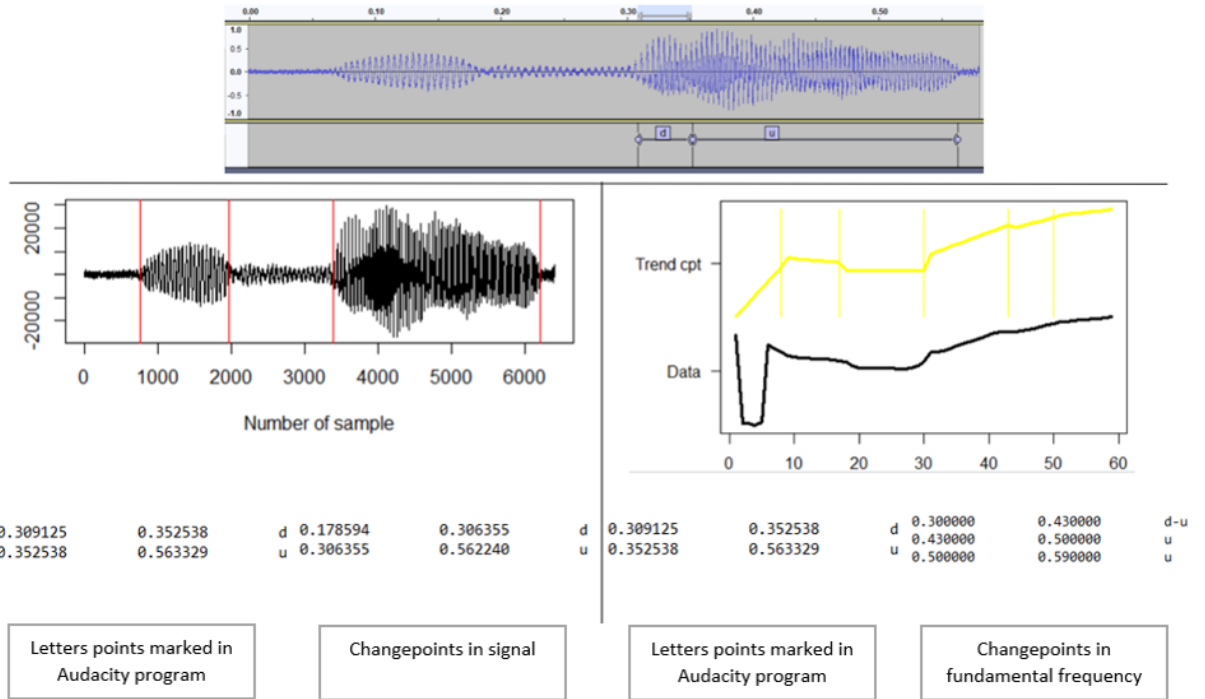 0.00 0.10 0.20 0.30 0.40 0.50
1.0
0.5
0.0
-0.5
-1.0
d u
20000
-20000
0 1000 2000 3000 4000 5000 6000
Number of sample
Trend cpt
Data
0 10 20 30 40 50 60
0.309125 0.352538 d
0.352538 0.563329 u
0.178594 0.306355 d
0.306355 0.562240 u
0.309125 0.352538 d
0.352538 0.563329 u
0.300000 0.430000 d-u
0.430000 0.500000 u
0.500000 0.590000 u
Letters points marked in
Audacity program
Changepoints in signal
Letters points marked in
Audacity program
Changepoints in
fundamental frequency